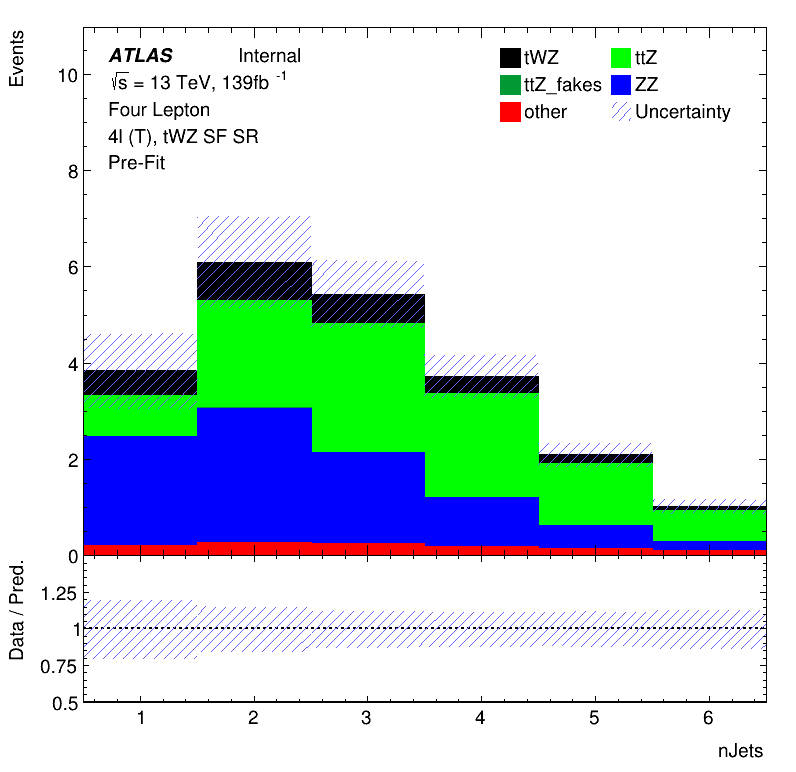 Events
ATLAS Internal
√s = 13 TeV, 139fb -1
Four Lepton
4l (T), tWZ SF SR
Pre-Fit
tWZ ttZ
ttZ_fakes ZZ
other Uncertainty
10
8
6
4
2
0
Data / Pred.
1.25
1
0.75
0.5
1 2 3 4 5 6
nJets